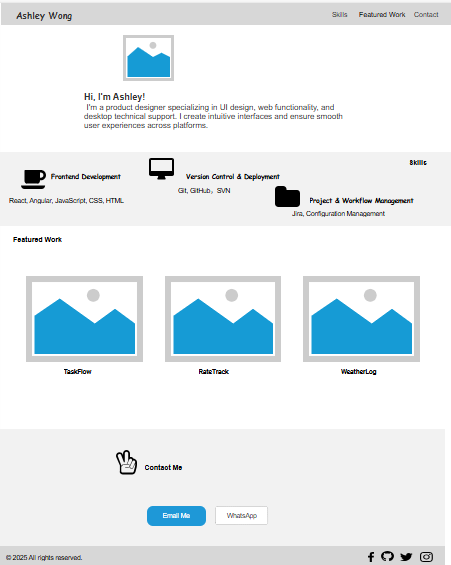 Ashley Wong
Skills
Featured Work
Contact
Hi, I'm Ashley!
I'm a product designer specializing in UI design, web functionality, and
desktop technical support. I create intuitive interfaces and ensure smooth
user experiences across platforms.
Skills
Frontend Development
React, Angular, JavaScript, CSS, HTML
Version Control & Deployment
Git, GitHub, SVN
Project & Workflow Management
Jira, Configuration Management
Featured Work
TaskFlow
RateTrack
WeatherLog
Contact Me
Email Me
WhatsApp
© 2025 All rights reserved.